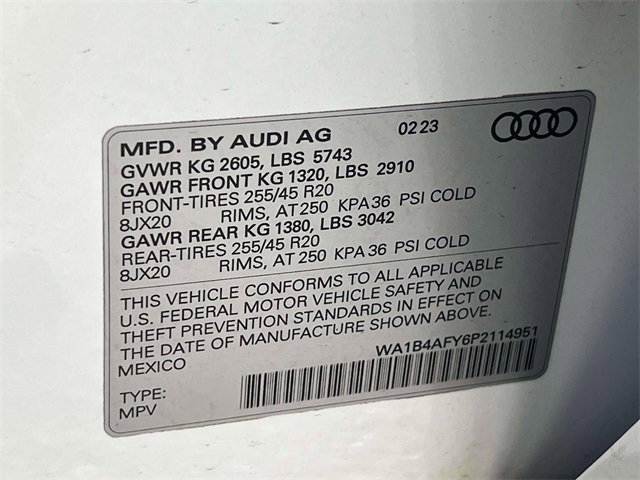 MFD. BY AUDI AG 02 23
GVWR KG 2605, LBS 5743
GAWR FRONT KG 1320, LBS 2910
FRONT-TIRES 255/45 R20
8JX20 RIMS, AT 250 KPA 36 PSI COLD
GAWR REAR KG 1380, LBS 3042
REAR-TIRES 255/45 R20
8JX20 RIMS, AT 250 KPA 36 PSI COLD
THIS VEHICLE CONFORMS TO ALL APPLICABLE
U.S. FEDERAL MOTOR VEHICLE SAFETY AND
THEFT PREVENTION STANDARDS IN EFFECT ON
THE DATE OF MANUFACTURE SHOWN ABOVE.
MEXICO WA1B4AFY6P2114951
TYPE:
MPV